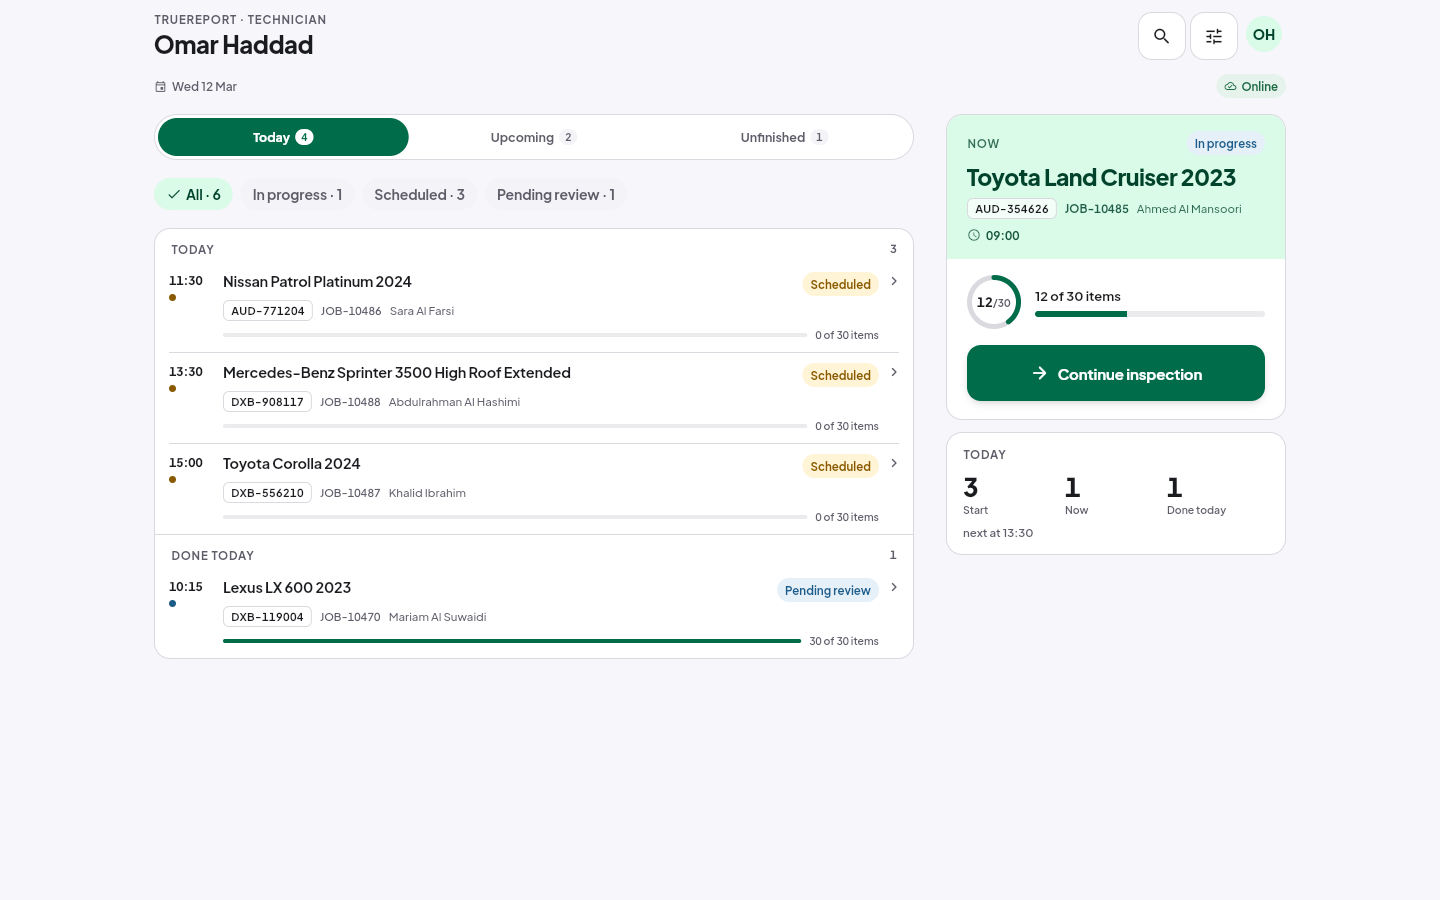 TRUEREPORT · TECHNICIAN
Omar Haddad
OH
Wed 12 Mar
Online
Today 4
Upcoming 2
Unfinished 1
All · 6
In progress · 1
Scheduled · 3
Pending review · 1
TODAY 3
11:30 Nissan Patrol Platinum 2024 Scheduled
AUD-771204 JOB-10486 Sara Al Farsi
0 of 30 items
13:30 Mercedes-Benz Sprinter 3500 High Roof Extended Scheduled
DXB-908117 JOB-10488 Abdulrahman Al Hashimi
0 of 30 items
15:00 Toyota Corolla 2024 Scheduled
DXB-556210 JOB-10487 Khalid Ibrahim
0 of 30 items
DONE TODAY 1
10:15 Lexus LX 600 2023 Pending review
DXB-119004 JOB-10470 Mariam Al Suwaidi
30 of 30 items
NOW In progress
Toyota Land Cruiser 2023
AUD-354626 JOB-10485 Ahmed Al Mansoori
09:00
12/30 12 of 30 items
Continue inspection
TODAY
3 1 1
Start Now Done today
next at 13:30